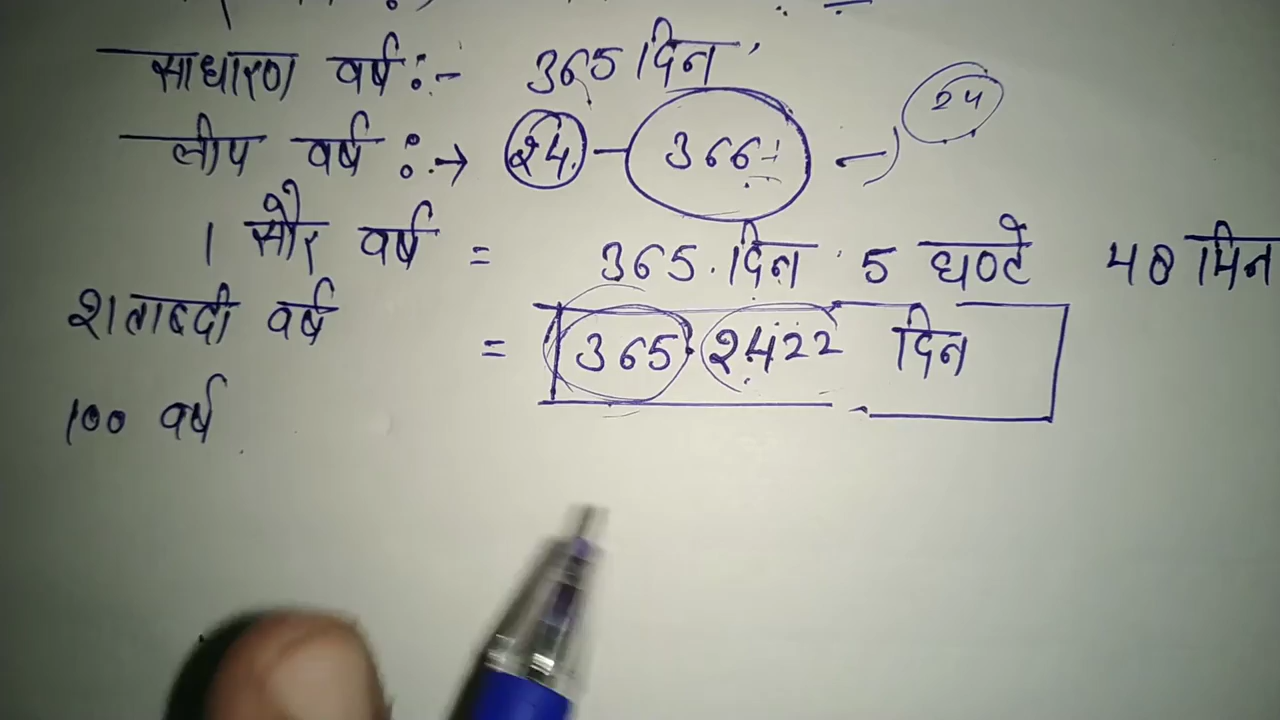 साधारण वर्ष :- 365 दिन
लीप वर्ष :→ 24 - 366 - 24
1 सौर वर्ष = 365 दिन 5 घण्टे 48 मिन
शताब्दी वर्ष = 365.2422 दिन
100 वर्ष